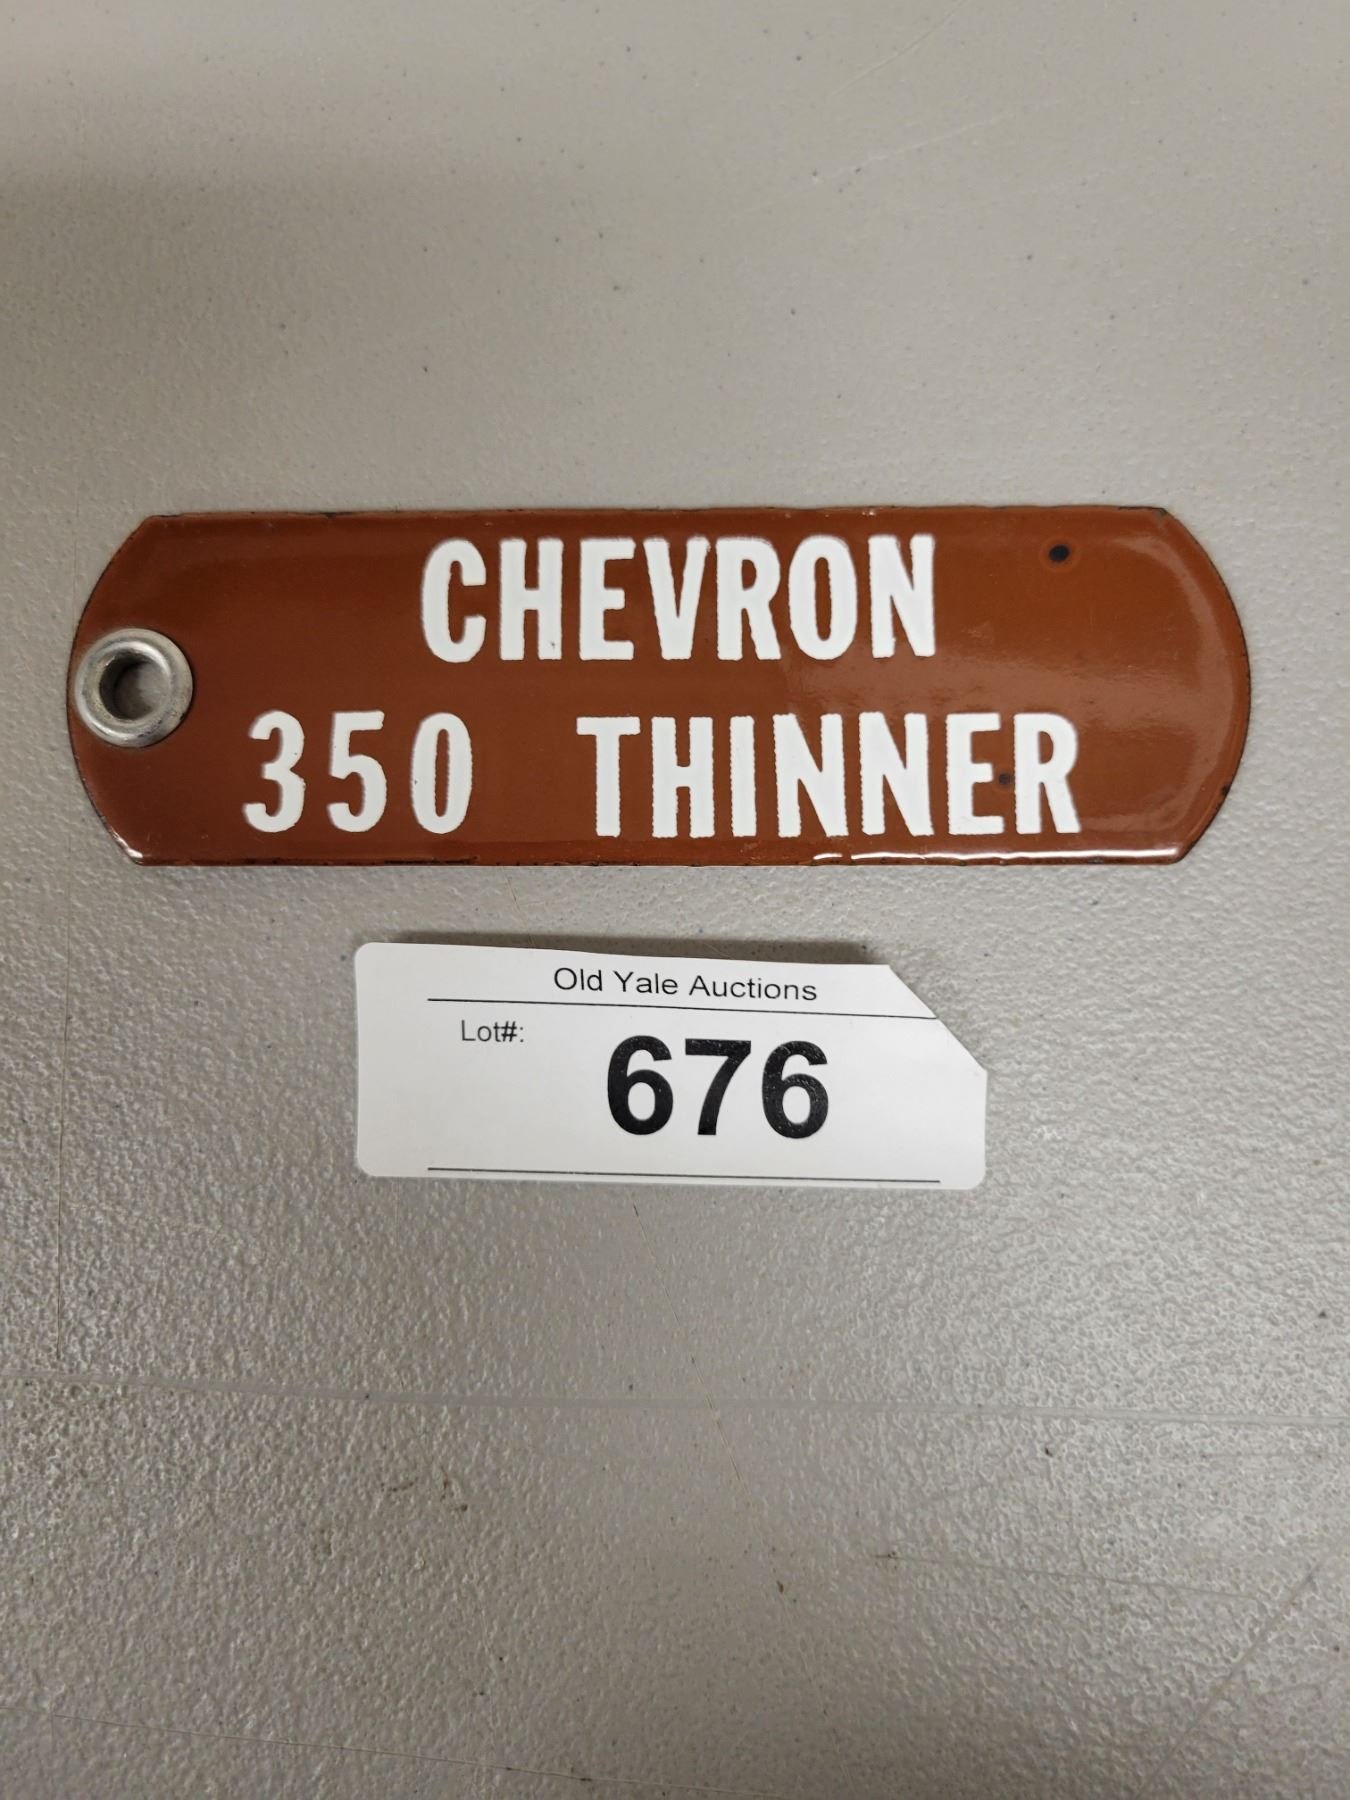 CHEVRON
350 THINNER
Old Yale Auctions
Lot#:
676